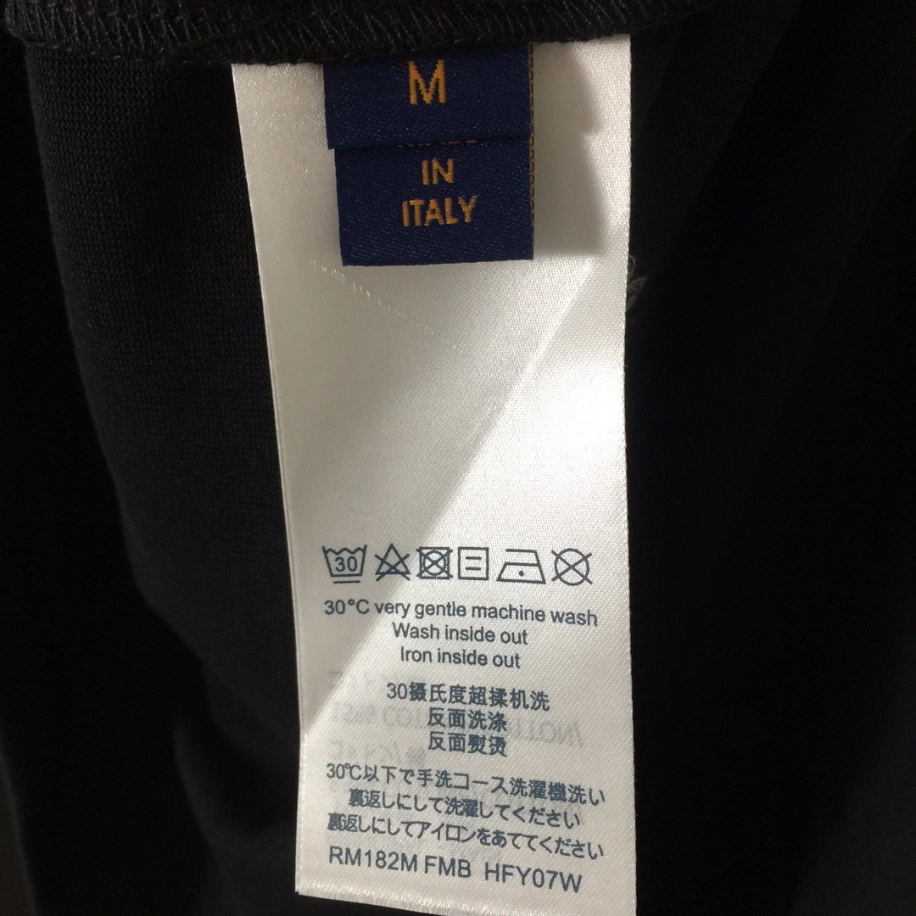 M
IN
ITALY
30
30°C very gentle machine wash
Wash inside out
Iron inside out
30摄氏度超揉机洗
反面洗涤
反面熨烫
30℃以下で手洗コース洗濯機洗い
裏返しにして洗濯してください
裏返しにしてアイロンをあててください
RM182M FMB HFY07W